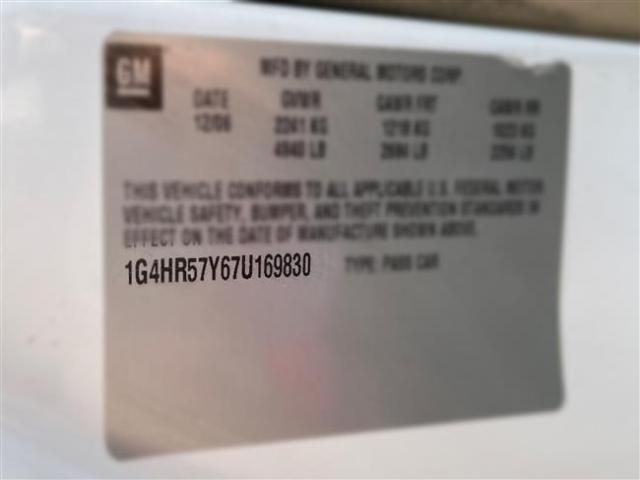 GM
MFD BY GENERAL MOTORS CORP
DATE GVWR GAWR FRT GAWR RR
12/06 2241 KG 1218 KG 1023 KG
4940 LB 2684 LB 2256 LB
THIS VEHICLE CONFORMS TO ALL APPLICABLE U.S. FEDERAL MOTOR
VEHICLE SAFETY, BUMPER, AND THEFT PREVENTION STANDARDS IN
EFFECT ON THE DATE OF MANUFACTURE SHOWN ABOVE.
1G4HR57Y67U169830 TYPE: PASS CAR